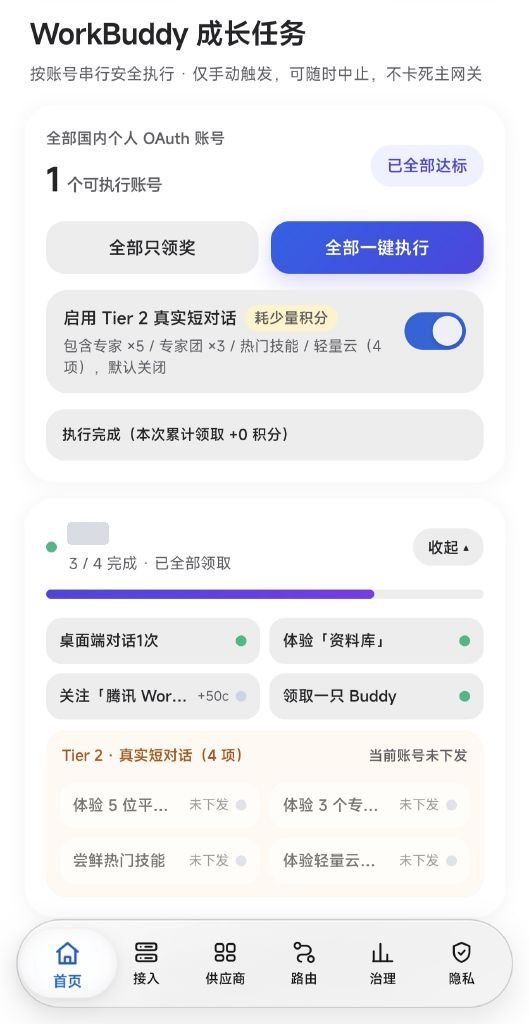 WorkBuddy 成长任务
按账号串行安全执行 · 仅手动触发，可随时中止，不卡死主网关
全部国内个人 OAuth 账号
1 个可执行账号
已全部达标
全部只领奖
全部一键执行
启用 Tier 2 真实短对话 耗少量积分
包含专家 ×5 / 专家团 ×3 / 热门技能 / 轻量云（4
项），默认关闭
执行完成（本次累计领取 +0 积分）
3 / 4 完成 · 已全部领取
收起 ▴
桌面端对话1次
体验「资料库」
关注「腾讯 Wor... +50c
领取一只 Buddy
Tier 2 · 真实短对话（4 项）
当前账号未下发
体验 5 位平... 未下发
体验 3 个专... 未下发
尝鲜热门技能 未下发
体验轻量云... 未下发
首页
接入
供应商
路由
治理
隐私